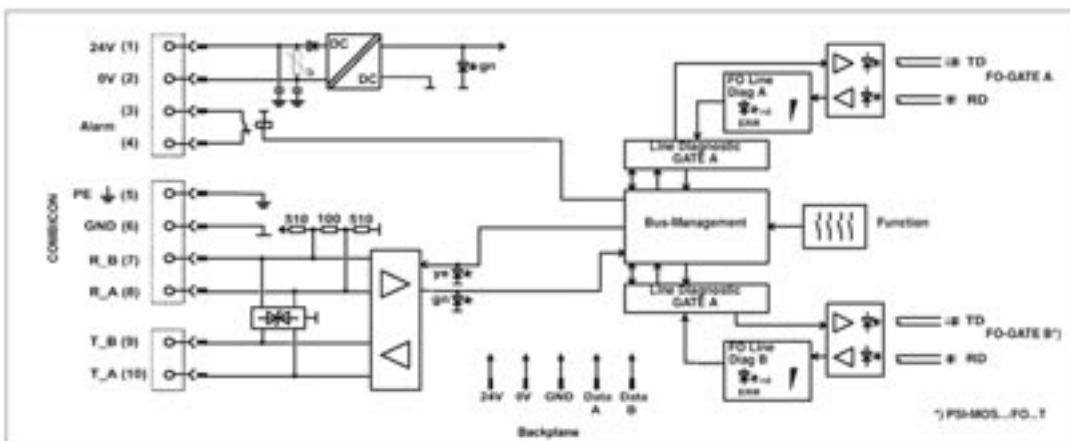 24V (1)
0V (2)
(3)
Alarm
(4)
COMBICON
PE (5)
GND (6)
R_B (7)
R_A (8)
T_B (9)
T_A (10)
DC
DC
gn
510 100 510
ye
gn
24V
0V
GND
Data A
Data B
Backplane
FO Line
Diag A
ERR
Line Diagnostic
GATE A
Bus-Management
Function
Line Diagnostic
GATE A
FO Line
Diag B
ERR
TD
FO-GATE A
RD
TD
FO-GATE B*)
RD
*) PSI-MOS.../FO...T